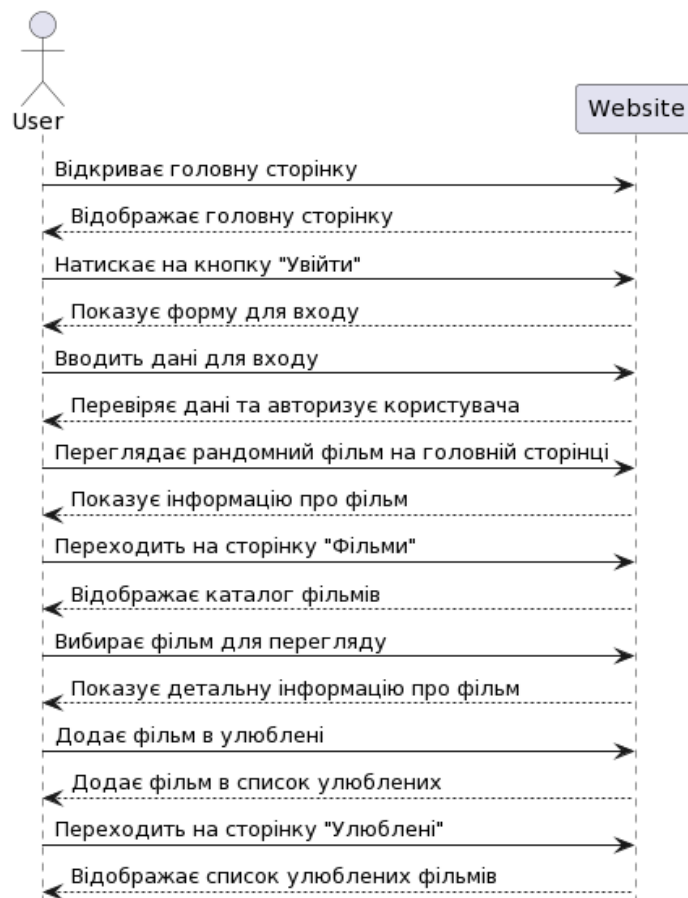 User
Website
Відкриває головну сторінку
Відображає головну сторінку
Натискає на кнопку "Увійти"
Показує форму для входу
Вводить дані для входу
Перевіряє дані та авторизує користувача
Переглядає рандомний фільм на головній сторінці
Показує інформацію про фільм
Переходить на сторінку "Фільми"
Відображає каталог фільмів
Вибирає фільм для перегляду
Показує детальну інформацію про фільм
Додає фільм в улюблені
Додає фільм в список улюблених
Переходить на сторінку "Улюблені"
Відображає список улюблених фільмів